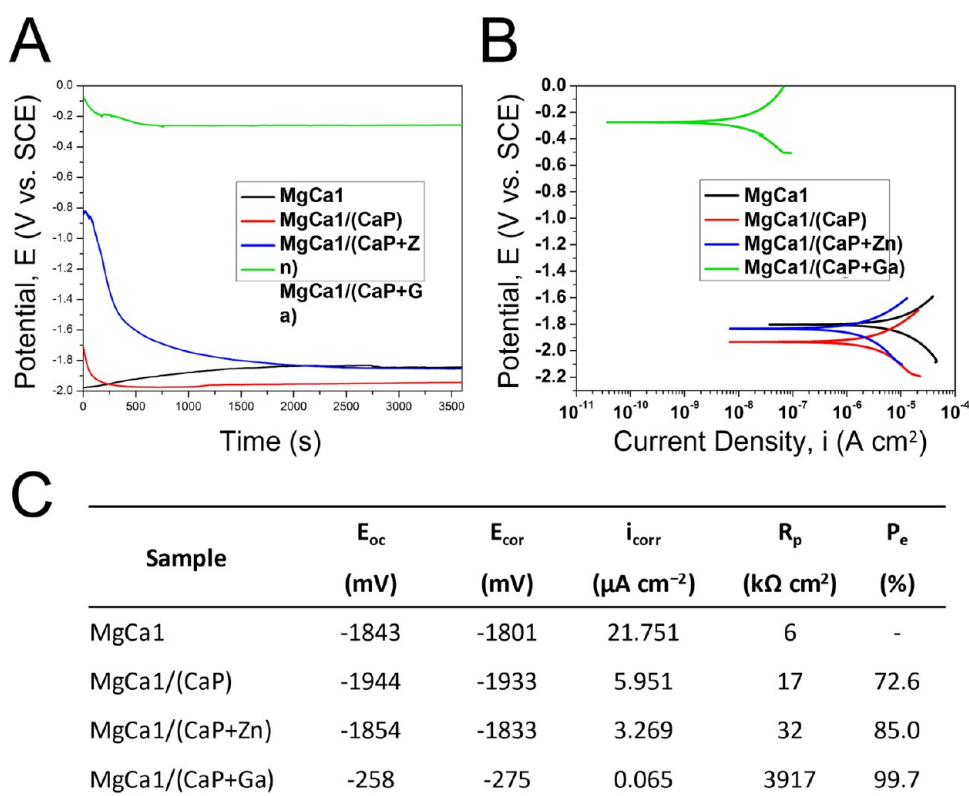 A
B
0.0
-0.2
-0.4
-0.6
-0.8
-1.0
-1.2
-1.4
-1.6
-1.8
-2.0
Potential, E (V vs. SCE)
0 500 1000 1500 2000 2500 3000 3500
Time (s)
MgCa1
MgCa1/(CaP)
MgCa1/(CaP+Z
n)
MgCa1/(CaP+G
a)
0.0
-0.2
-0.4
-0.6
-0.8
-1.0
-1.2
-1.4
-1.6
-1.8
-2.0
-2.2
Potential, E (V vs. SCE)
10⁻¹¹ 10⁻¹⁰ 10⁻⁹ 10⁻⁸ 10⁻⁷ 10⁻⁶ 10⁻⁵ 10⁻⁴
Current Density, i (A cm²)
MgCa1
MgCa1/(CaP)
MgCa1/(CaP+Zn)
MgCa1/(CaP+Ga)
C
Sample E_oc E_cor i_corr R_p P_e
(mV) (mV) (µA cm⁻²) (kΩ cm²) (%)
MgCa1 -1843 -1801 21.751 6 -
MgCa1/(CaP) -1944 -1933 5.951 17 72.6
MgCa1/(CaP+Zn) -1854 -1833 3.269 32 85.0
MgCa1/(CaP+Ga) -258 -275 0.065 3917 99.7